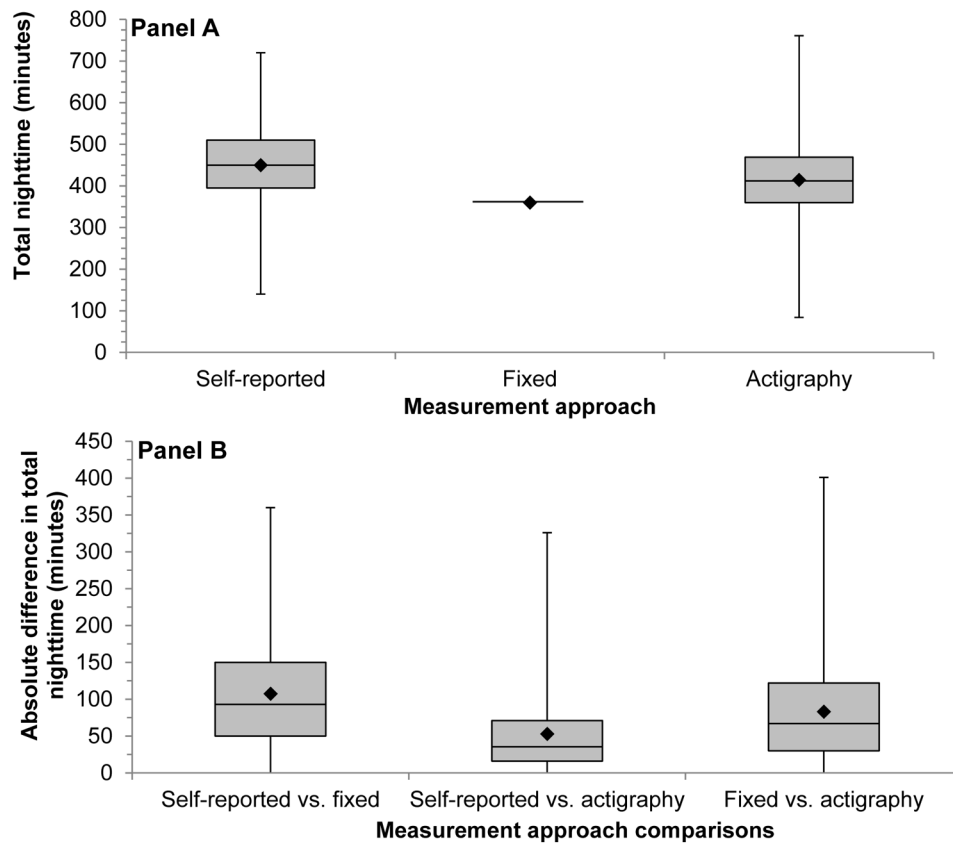 Panel A
Total nighttime (minutes)
800
700
600
500
400
300
200
100
0
Self-reported
Fixed
Actigraphy
Measurement approach
Panel B
Absolute difference in total
nighttime (minutes)
450
400
350
300
250
200
150
100
50
0
Self-reported vs. fixed
Self-reported vs. actigraphy
Fixed vs. actigraphy
Measurement approach comparisons